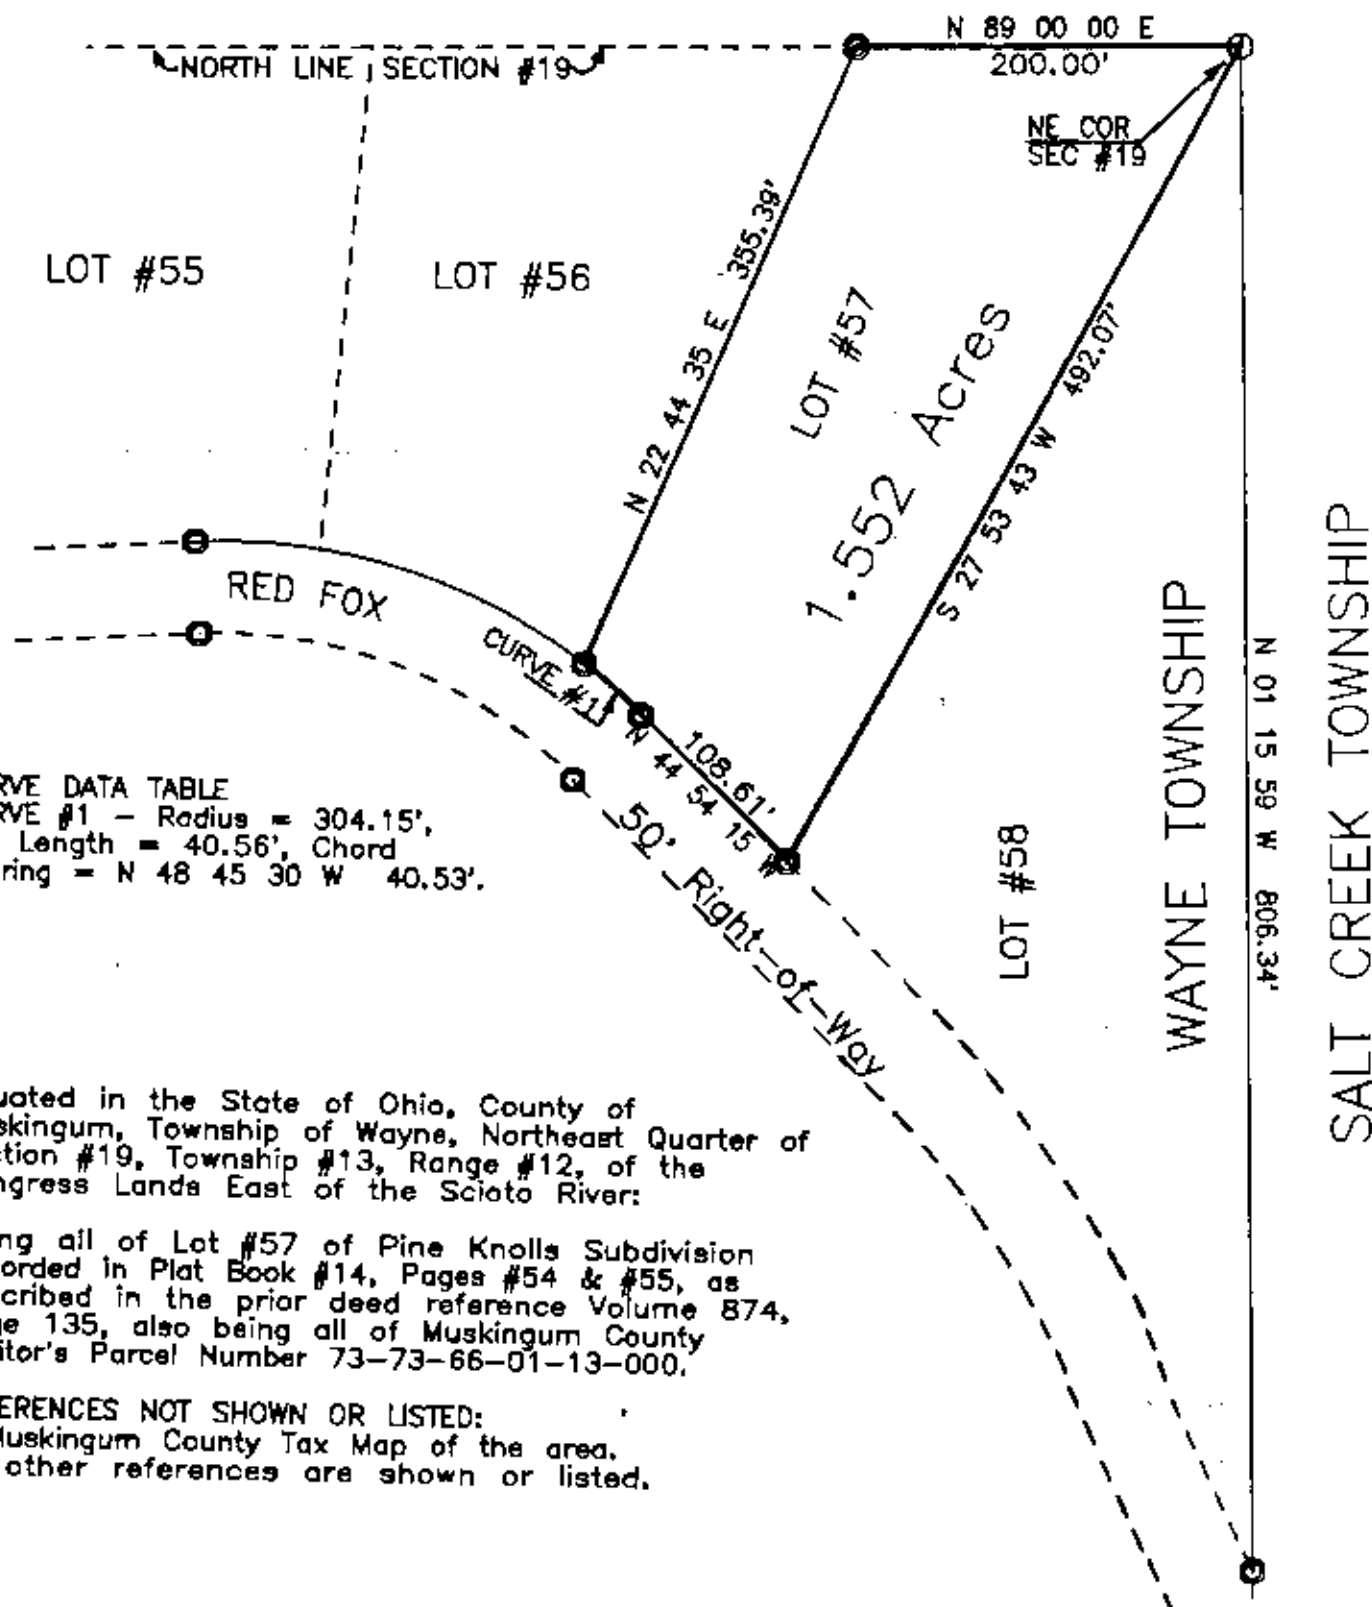 N 89 00 00 E
200.00'
NORTH LINE SECTION #19
NE COR
SEC #19
LOT #55
LOT #56
N 22 44 35 E 355.39'
LOT #57
1.552 Acres
S 27 53 43 W 492.07'
RED FOX
CURVE #1
108.61'
N 44 54 15 W
50' Right-of-Way
LOT #58
WAYNE TOWNSHIP
N 01 15 59 W 806.34'
SALT CREEK TOWNSHIP
RVE DATA TABLE
RVE #1 - Radius = 304.15',
Length = 40.56', Chord
ring = N 48 45 30 W 40.53'.
uated in the State of Ohio, County of
skingum, Township of Wayne, Northeast Quarter of
ction #19, Township #13, Range #12, of the
ngress Lands East of the Scioto River:
ng all of Lot #57 of Pine Knolls Subdivision
orded in Plat Book #14, Pages #54 & #55, as
cribed in the prior deed reference Volume 874,
ge 135, also being all of Muskingum County
itor's Parcel Number 73-73-66-01-13-000.
ERENCES NOT SHOWN OR LISTED:
Muskingum County Tax Map of the area.
other references are shown or listed.